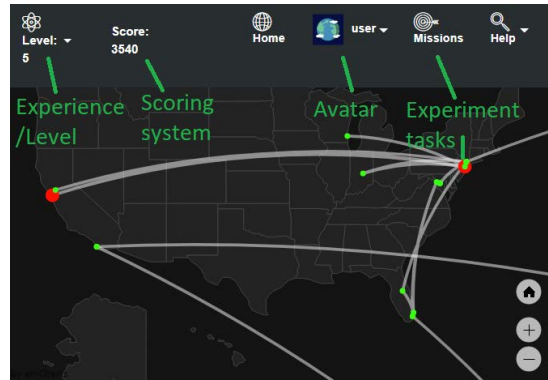 Level:
5
Score:
3540
Home
user
Missions
Help
Experience
/Level
Scoring
system
Avatar
Experiment
tasks